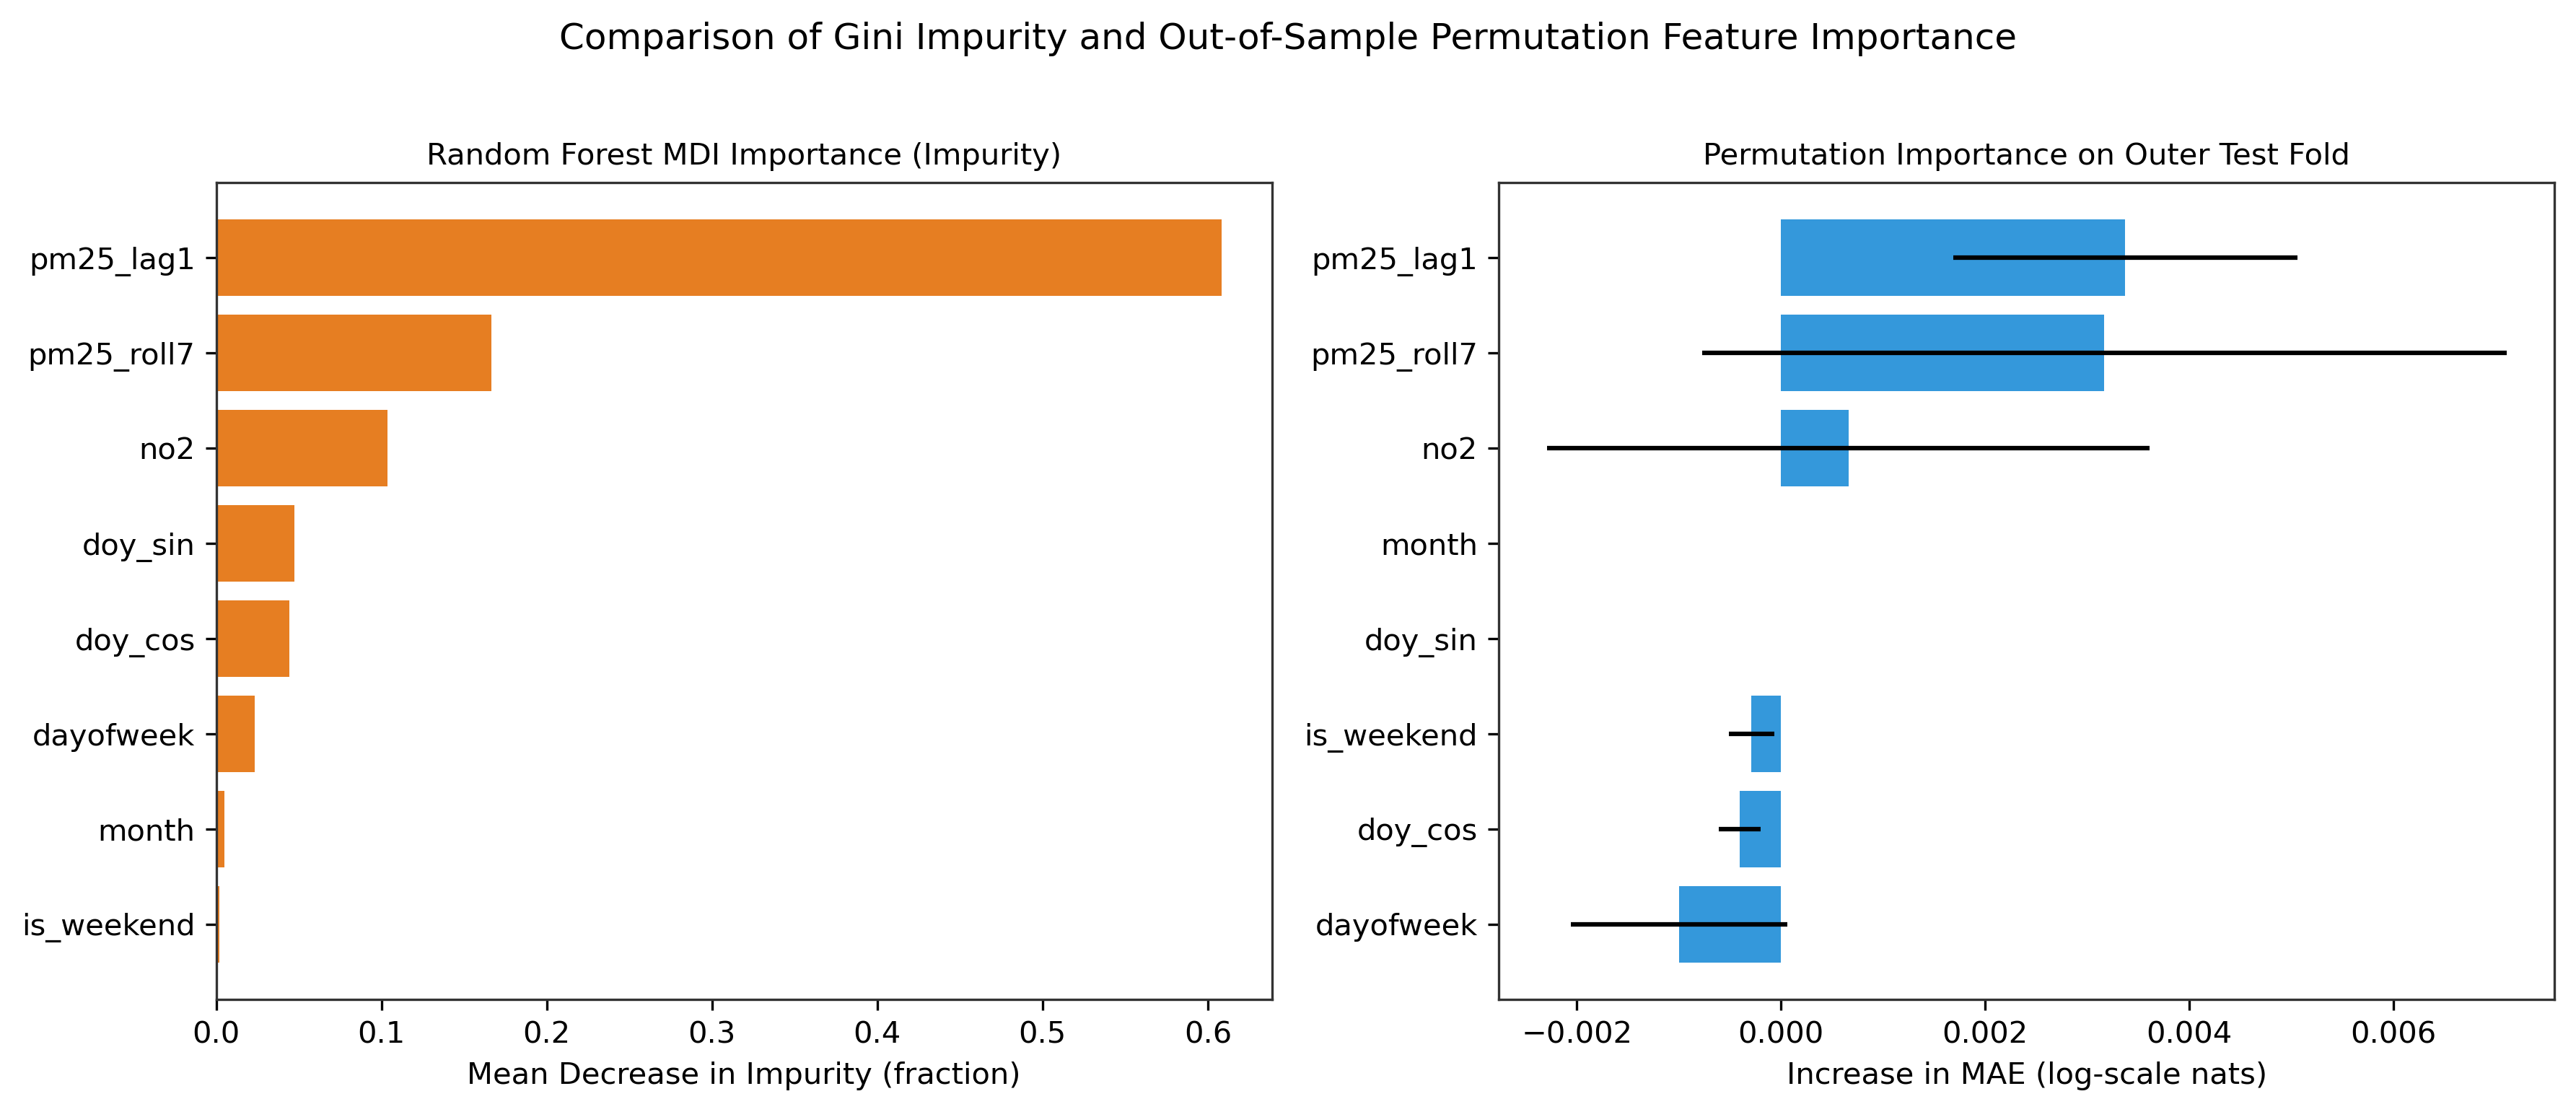 Comparison of Gini Impurity and Out-of-Sample Permutation Feature Importance
Random Forest MDI Importance (Impurity)
pm25_lag1
pm25_roll7
no2
doy_sin
doy_cos
dayofweek
month
is_weekend
0.0 0.1 0.2 0.3 0.4 0.5 0.6
Mean Decrease in Impurity (fraction)
Permutation Importance on Outer Test Fold
pm25_lag1
pm25_roll7
no2
month
doy_sin
is_weekend
doy_cos
dayofweek
−0.002 0.000 0.002 0.004 0.006
Increase in MAE (log-scale nats)